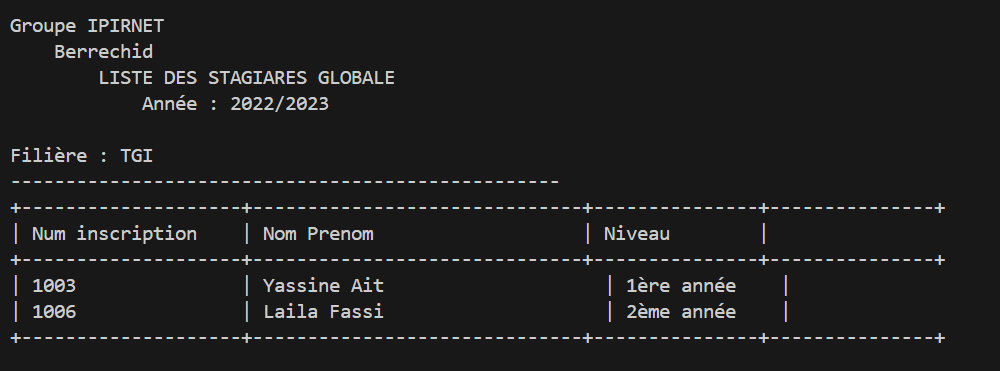 Groupe IPIRNET
    Berrechid
        LISTE DES STAGIARES GLOBALE
            Année : 2022/2023

Filière : TGI
--------------------------------------------------
+--------------------+------------------------------+---------------+---------------+
| Num inscription    | Nom Prenom                   | Niveau        |
+--------------------+------------------------------+---------------+---------------+
| 1003               | Yassine Ait                    | 1ère année    |
| 1006               | Laila Fassi                    | 2ème année    |
+--------------------+------------------------------+---------------+---------------+